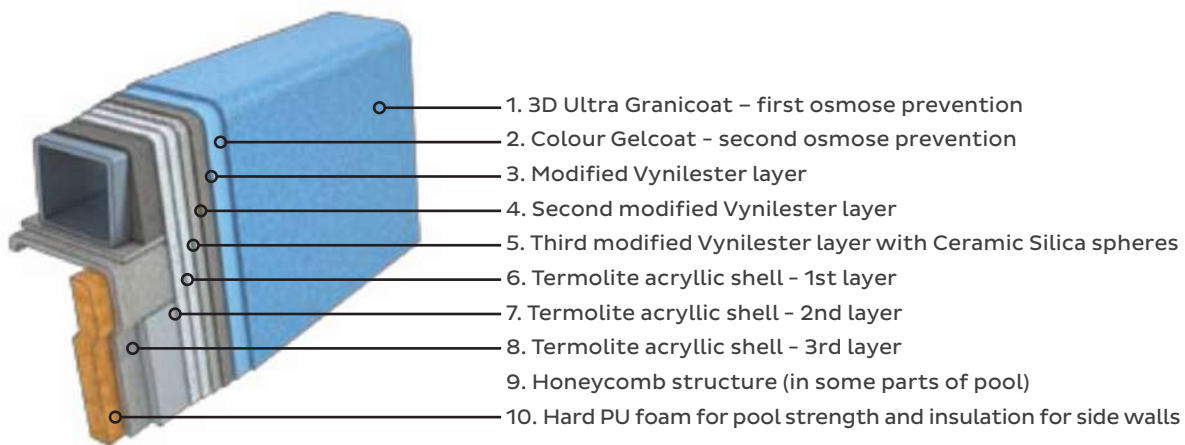 1. 3D Ultra Granicoat – first osmose prevention
2. Colour Gelcoat - second osmose prevention
3. Modified Vynilester layer
4. Second modified Vynilester layer
5. Third modified Vynilester layer with Ceramic Silica spheres
6. Termolite acryllic shell - 1st layer
7. Termolite acryllic shell - 2nd layer
8. Termolite acryllic shell - 3rd layer
9. Honeycomb structure (in some parts of pool)
10. Hard PU foam for pool strength and insulation for side walls